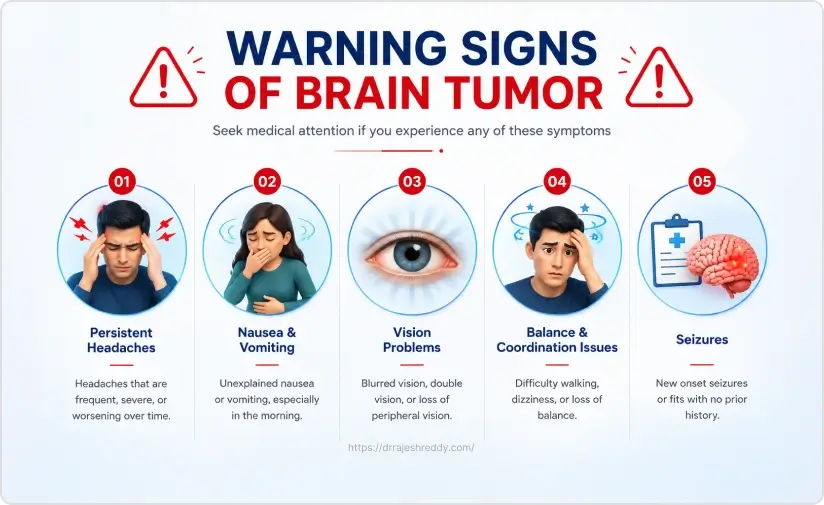 WARNING SIGNS
OF BRAIN TUMOR
Seek medical attention if you experience any of these symptoms
01
Persistent
Headaches
Headaches that are
frequent, severe, or
worsening over time.
02
Nausea &
Vomiting
Unexplained nausea
or vomiting, especially
in the morning.
03
Vision
Problems
Blurred vision, double
vision, or loss of
peripheral vision.
04
Balance &
Coordination Issues
Difficulty walking,
dizziness, or loss of
balance.
05
Seizures
New onset seizures
or fits with no prior
history.
https://drrajeshreddy.com/